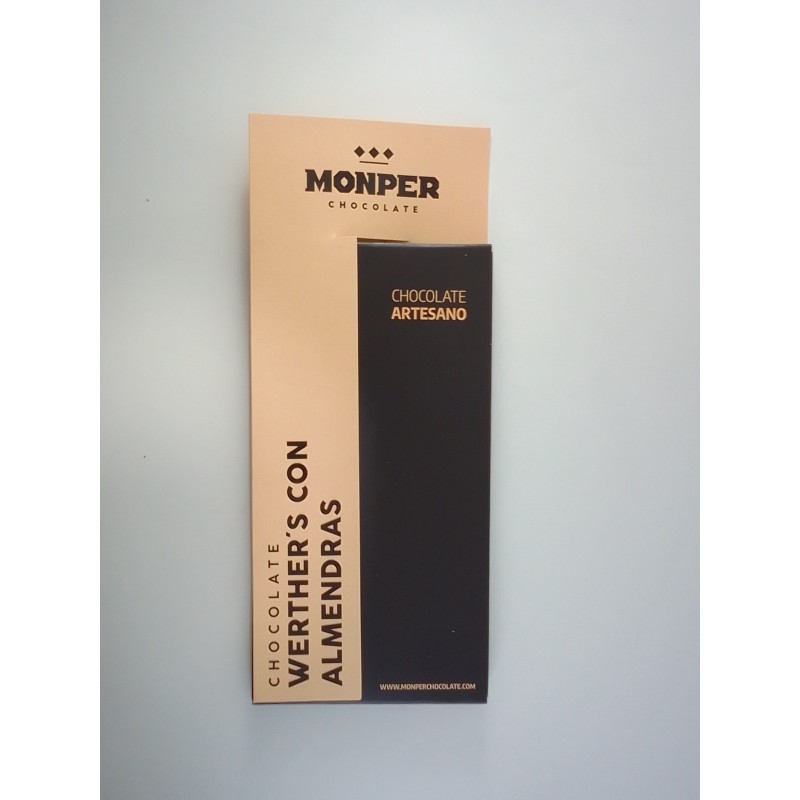 MONPER
CHOCOLATE
CHOCOLATE
ARTESANO
CHOCOLATE
WERTHER´S CON
ALMENDRAS
WWW.MONPERCHOCOLATE.COM